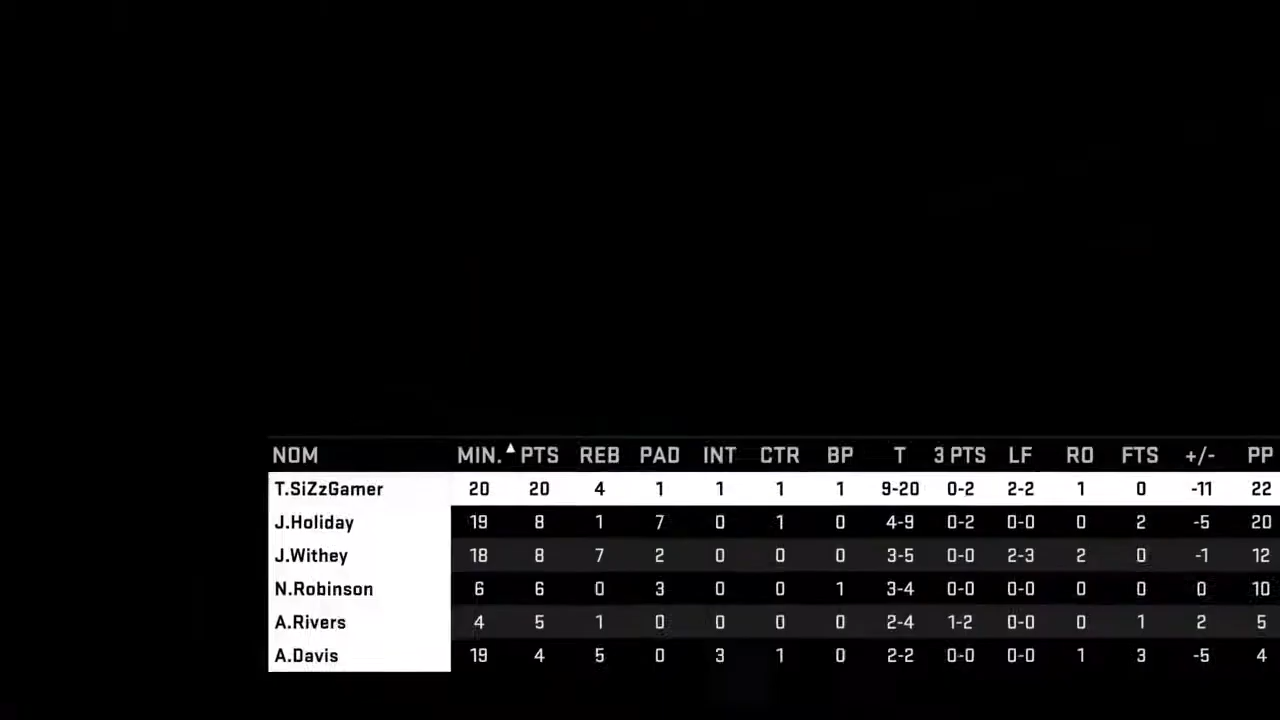 NOM MIN. PTS REB PAD INT CTR BP T 3 PTS LF RO FTS +/- PP
T.SiZzGamer 20 20 4 1 1 1 1 9-20 0-2 2-2 1 0 -11 22
J.Holiday 19 8 1 7 0 1 0 4-9 0-2 0-0 0 2 -5 20
J.Withey 18 8 7 2 0 0 0 3-5 0-0 2-3 2 0 -1 12
N.Robinson 6 6 0 3 0 0 1 3-4 0-0 0-0 0 0 0 10
A.Rivers 4 5 1 0 0 0 0 2-4 1-2 0-0 0 1 2 5
A.Davis 19 4 5 0 3 1 0 2-2 0-0 0-0 1 3 -5 4